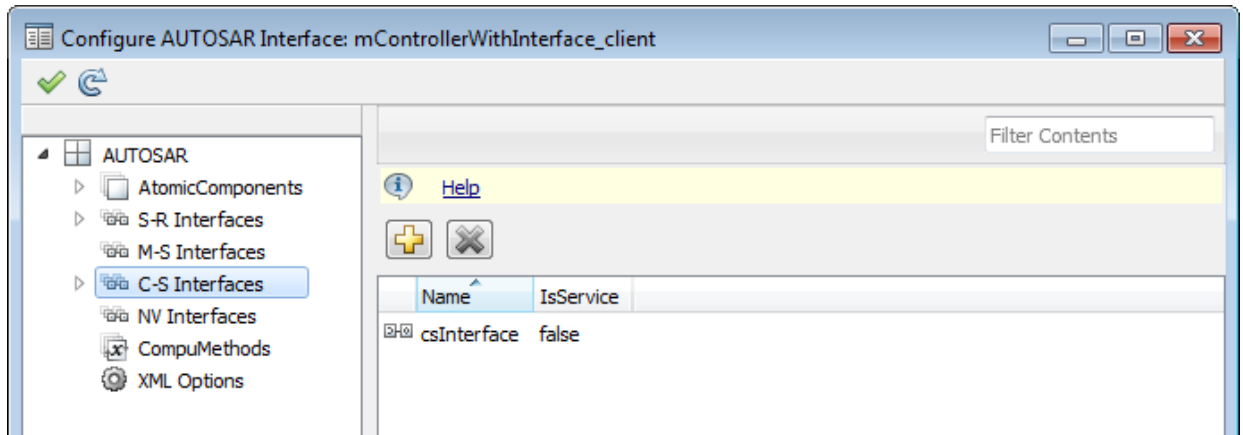 Configure AUTOSAR Interface: mControllerWithInterface_client
Filter Contents
AUTOSAR
AtomicComponents
S-R Interfaces
M-S Interfaces
C-S Interfaces
NV Interfaces
CompuMethods
XML Options
Help
Name IsService
csInterface false